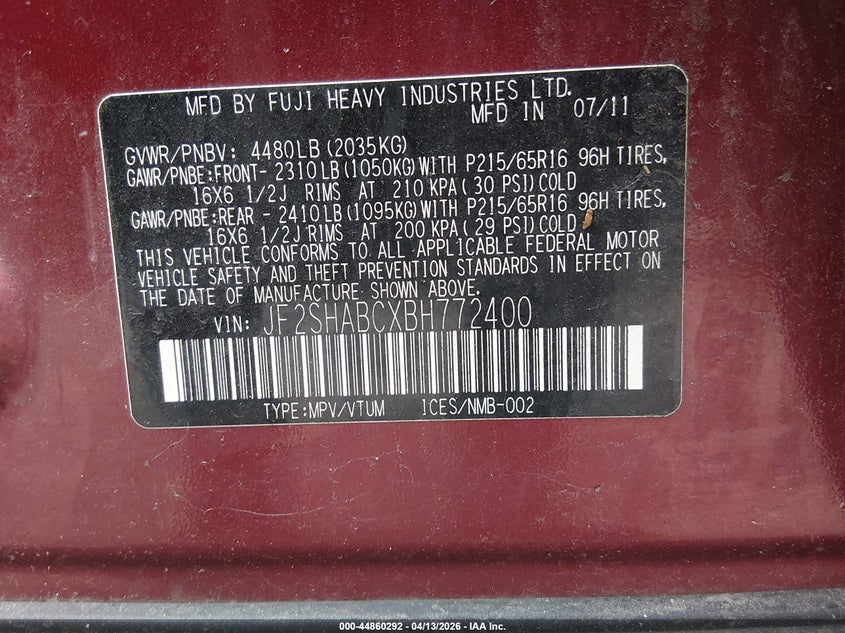 MFD BY FUJI HEAVY INDUSTRIES LTD.
MFD IN 07/11
GVWR/PNBV: 4480LB (2035KG)
GAWR/PNBE:FRONT- 2310LB (1050KG)WITH P215/65R16 96H TIRES,
16X6 1/2J RIMS AT 210 KPA (30 PSI)COLD
GAWR/PNBE:REAR - 2410LB (1095KG)WITH P215/65R16 96H TIRES,
16X6 1/2J RIMS AT 200 KPA (29 PSI)COLD
THIS VEHICLE CONFORMS TO ALL APPLICABLE FEDERAL MOTOR
VEHICLE SAFETY AND THEFT PREVENTION STANDARDS IN EFFECT ON
THE DATE OF MANUFACTURE SHOWN ABOVE.
VIN: JF2SHABCXBH772400
TYPE:MPV/VTUM ICES/NMB-002
000-44860292 - 04/13/2026 - IAA Inc.